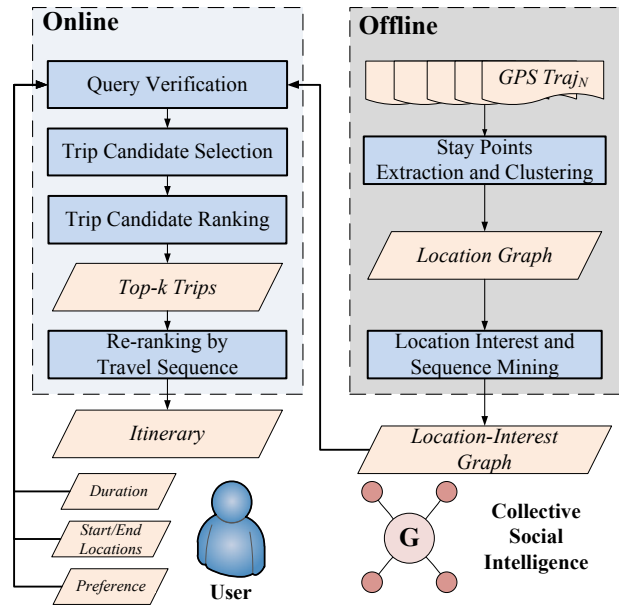 Online
Query Verification
Trip Candidate Selection
Trip Candidate Ranking
Top-k Trips
Re-ranking by
Travel Sequence
Itinerary
Duration
Start/End
Locations
Preference
User
Offline
GPS Traj_N
Stay Points
Extraction and Clustering
Location Graph
Location Interest and
Sequence Mining
Location-Interest
Graph
G
Collective
Social
Intelligence